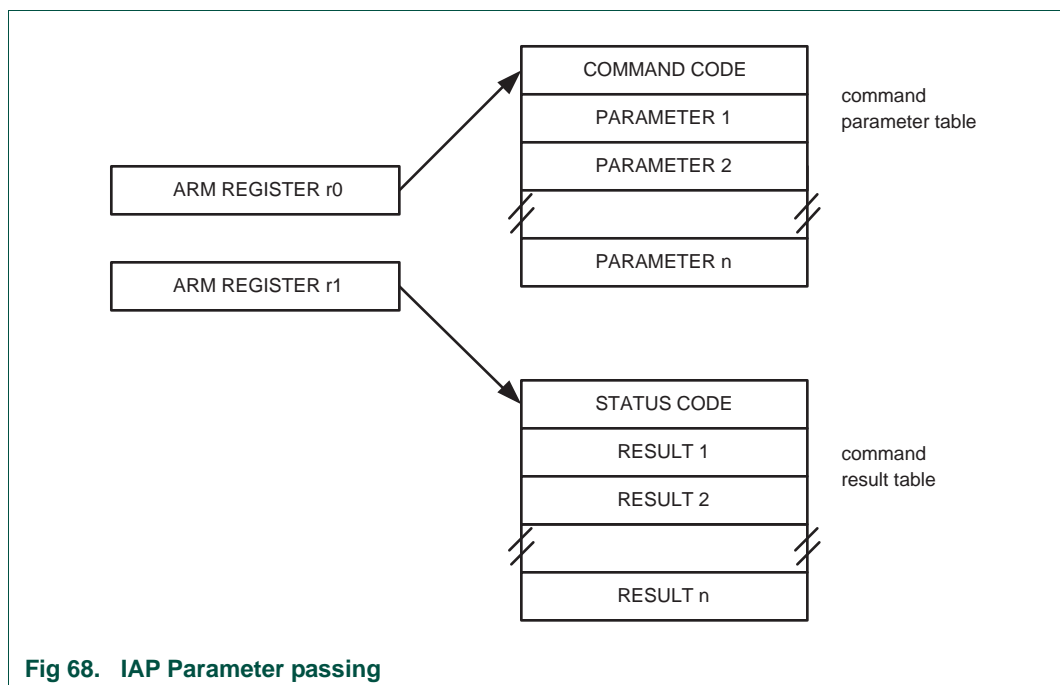 COMMAND CODE
PARAMETER 1
PARAMETER 2
PARAMETER n
command
parameter table
ARM REGISTER r0
ARM REGISTER r1
STATUS CODE
RESULT 1
RESULT 2
RESULT n
command
result table
Fig 68. IAP Parameter passing